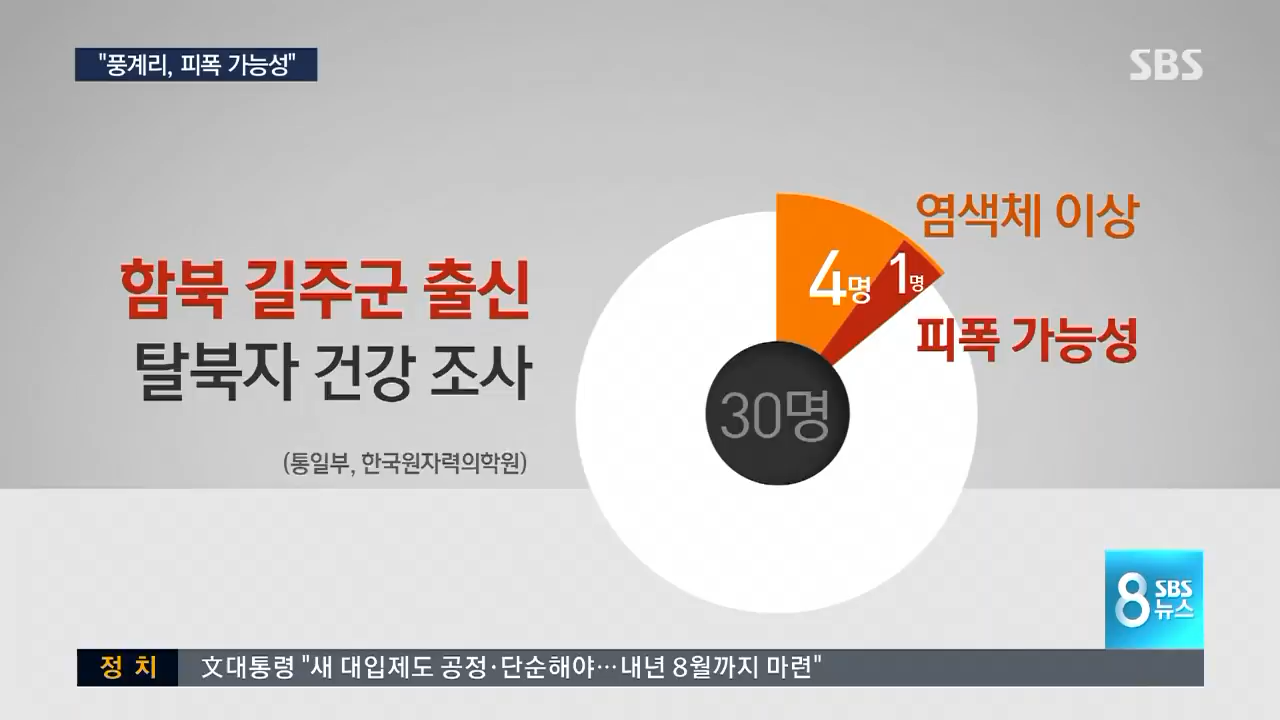 "풍계리, 피폭 가능성"
SBS
함북 길주군 출신
탈북자 건강 조사
(통일부, 한국원자력의학원)
염색체 이상
4명
1명
피폭 가능성
30명
8 SBS 뉴스
정치
文대통령 "새 대입제도 공정·단순해야…내년 8월까지 마련"